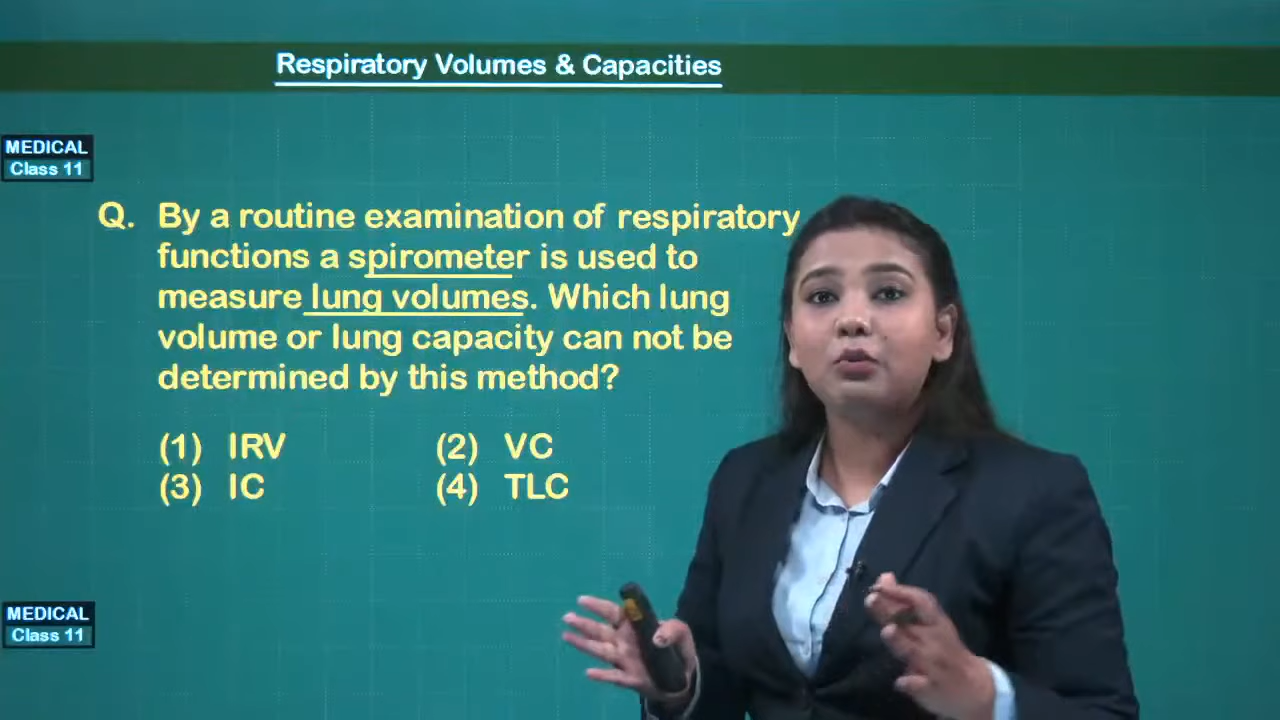 Respiratory Volumes & Capacities
MEDICAL
Class 11
Q. By a routine examination of respiratory
functions a spirometer is used to
measure lung volumes. Which lung
volume or lung capacity can not be
determined by this method?
(1) IRV (2) VC
(3) IC (4) TLC
MEDICAL
Class 11